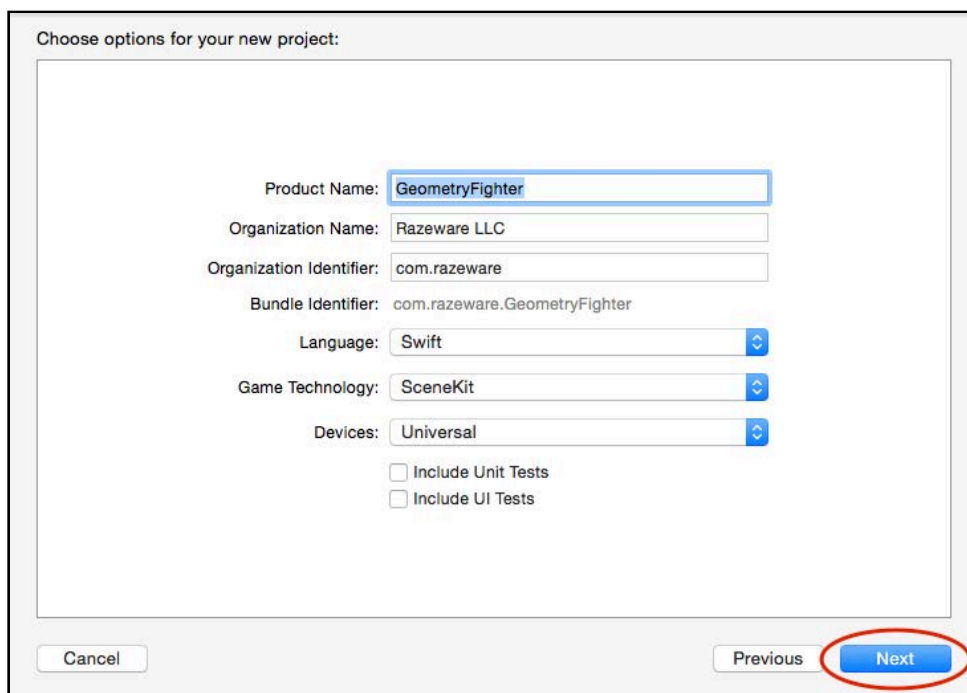 Choose options for your new project:
Product Name: GeometryFighter
Organization Name: Razeware LLC
Organization Identifier: com.razeware
Bundle Identifier: com.razeware.GeometryFighter
Language: Swift
Game Technology: SceneKit
Devices: Universal
Include Unit Tests
Include UI Tests
Cancel Previous Next